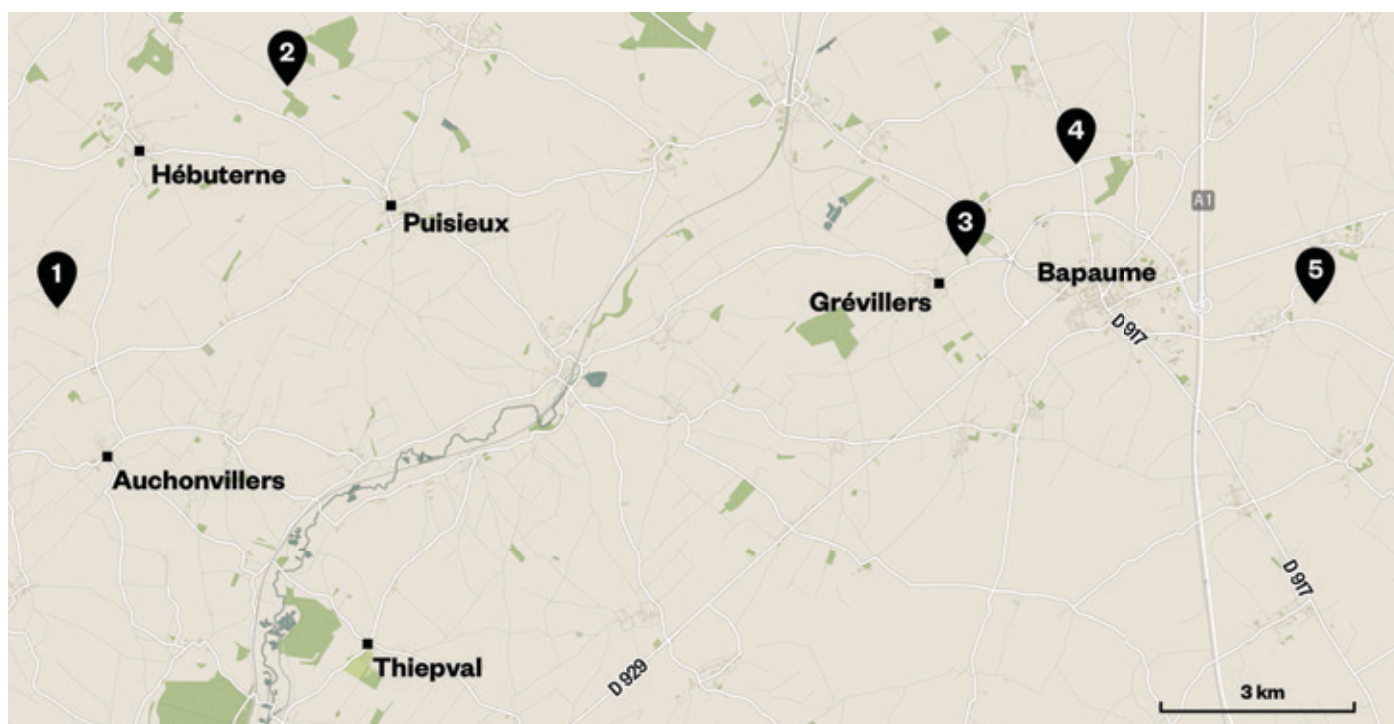 2
4
Hébuterne
A1
Puisieux
3
1
Bapaume
5
Grévillers
D 917
Auchonvillers
D 917
Thiepval
D 929
3 km